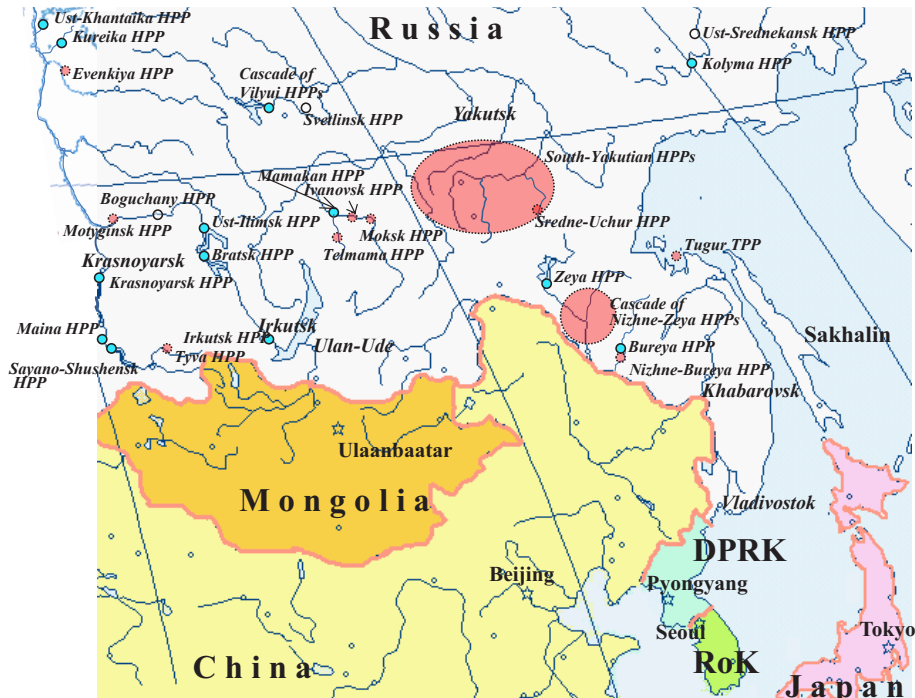 Ust-Khantaika HPP
Russia
Ust-Srednekansk HPP
Kureika HPP
Kolyma HPP
Evenkiya HPP
Cascade of
Vilyui HPPs
Svetlinsk HPP
Yakutsk
South-Yakutian HPPs
Mamakan HPP
Ivanovsk HPP
Boguchany HPP
Motyginsk HPP
Ust-Ilimsk HPP
Moksk HPP
Sredne-Uchur HPP
Telmama HPP
Bratsk HPP
Tugur TPP
Krasnoyarsk
Krasnoyarsk HPP
Zeya HPP
Cascade of
Nizhne-Zeya HPPs
Maina HPP
Irkutsk HPP
Irkutsk
Ulan-Ude
Sakhalin
Tyva HPP
Bureya HPP
Sayano-Shushensk
HPP
Nizhne-Bureya HPP
Khabarovsk
Ulaanbaatar
Mongolia
Vladivostok
DPRK
Beijing
Pyongyang
Seoul
Tokyo
RoK
China
Japan